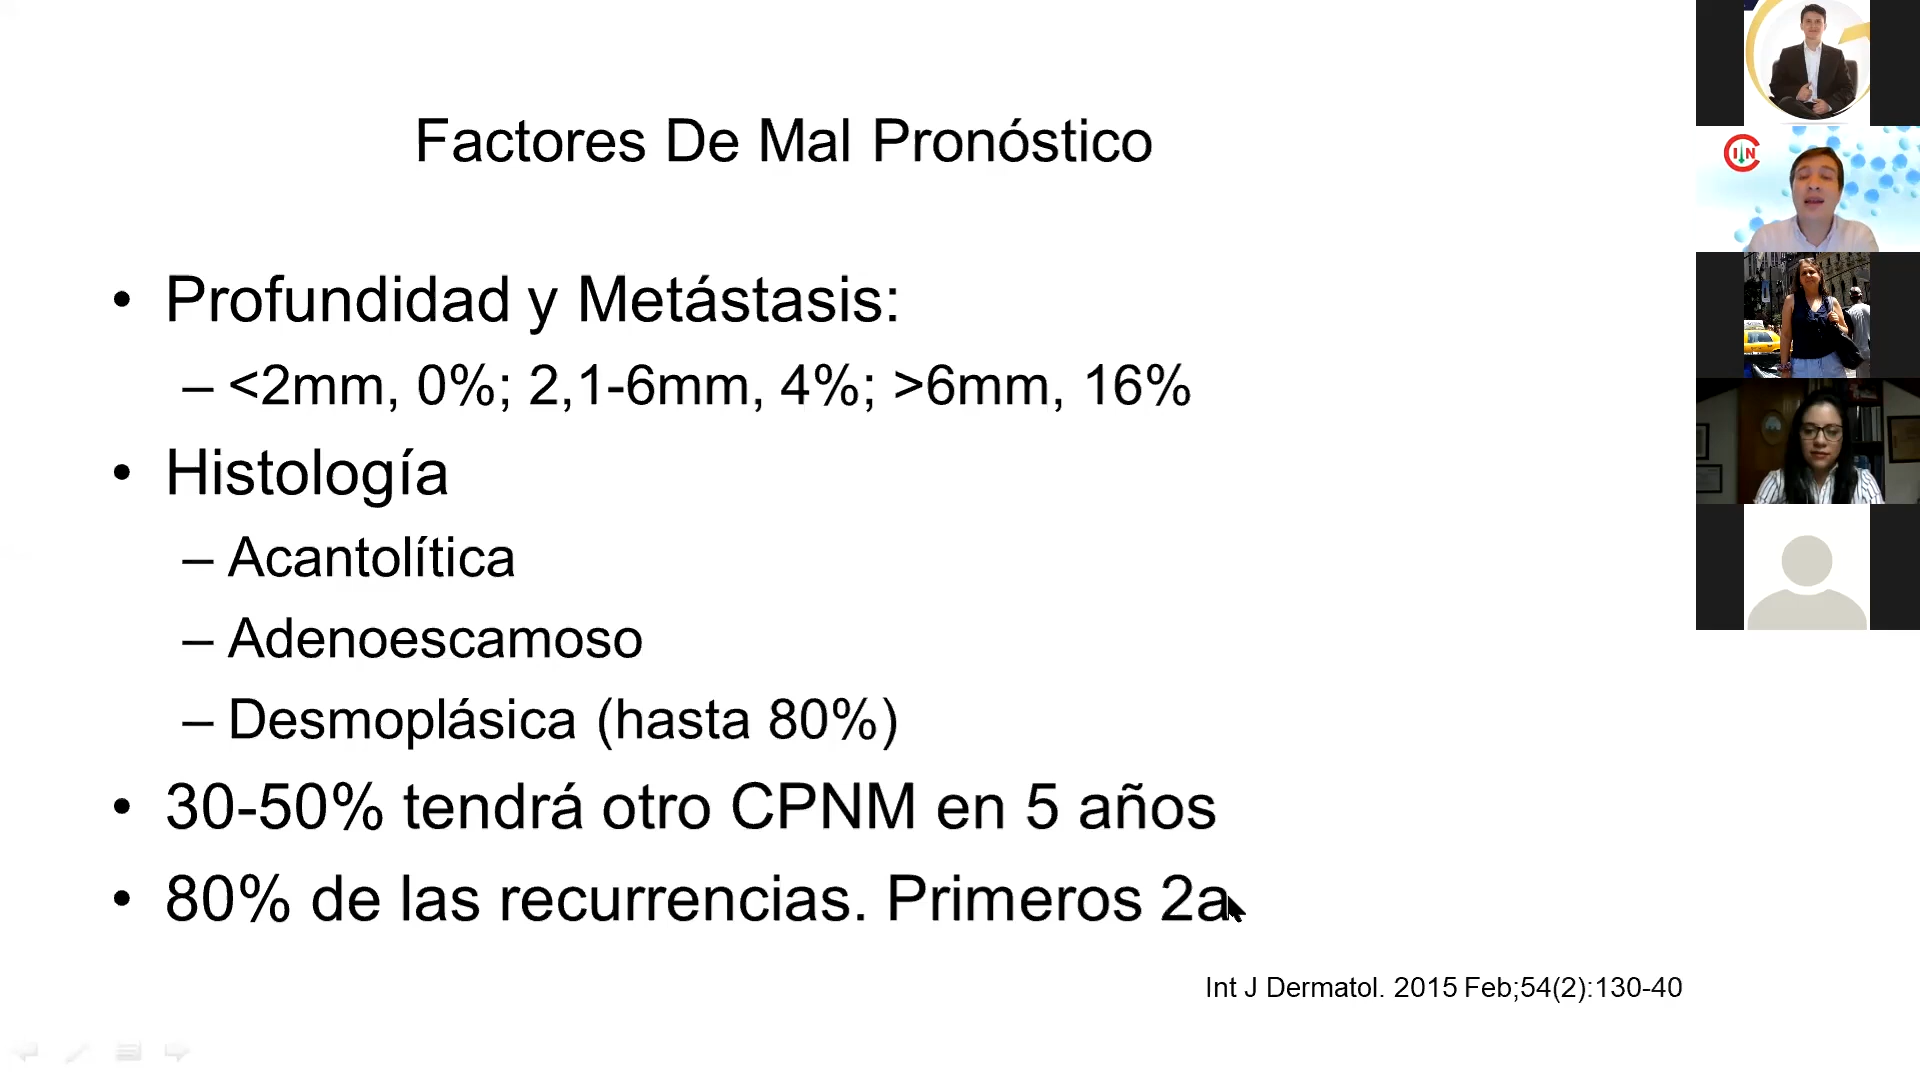 Factores De Mal Pronóstico
• Profundidad y Metástasis:
– <2mm, 0%; 2,1-6mm, 4%; >6mm, 16%
• Histología
– Acantolítica
– Adenoescamoso
– Desmoplásica (hasta 80%)
• 30-50% tendrá otro CPNM en 5 años
• 80% de las recurrencias. Primeros 2a
Int J Dermatol. 2015 Feb;54(2):130-40